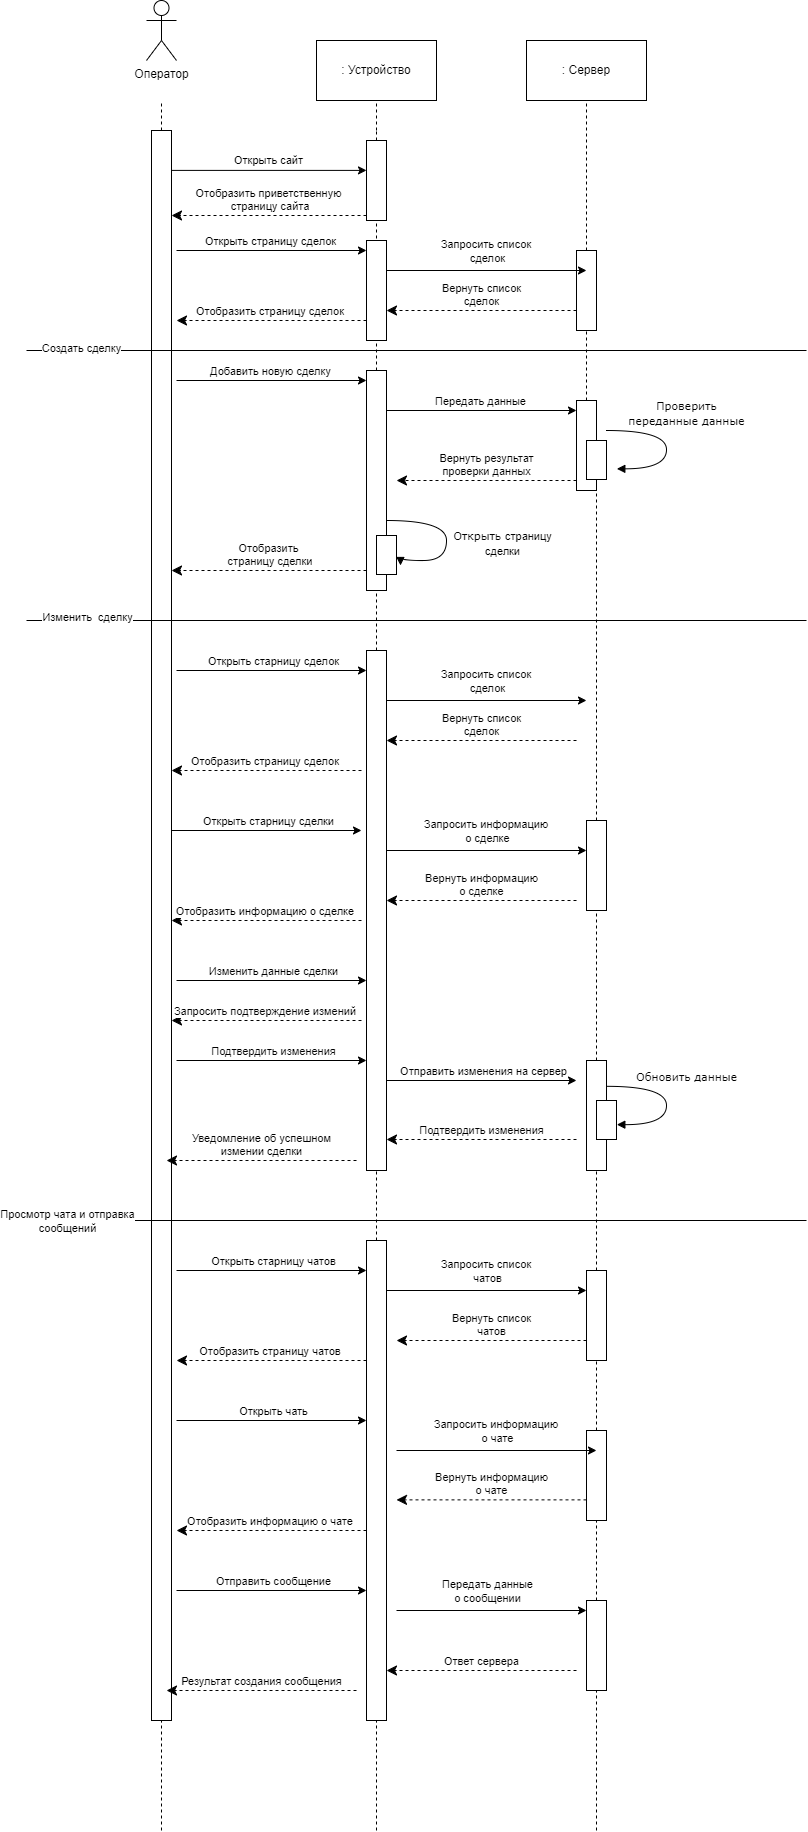 Оператор
: Устройство
: Сервер
Открыть сайт
Отобразить приветственную
страницу сайта
Открыть страницу сделок
Запросить список
сделок
Вернуть список
сделок
Отобразить страницу сделок
Создать сделку
Добавить новую сделку
Передать данные
Проверить
переданные данные
Вернуть результат
проверки данных
Открыть страницу
сделки
Отобразить
страницу сделки
Изменить сделку
Открыть старницу сделок
Запросить список
сделок
Вернуть список
сделок
Отобразить страницу сделок
Открыть старницу сделки
Запросить информацию
о сделке
Вернуть информацию
о сделке
Отобразить информацию о сделке
Изменить данные сделки
Запросить подтверждение измений
Подтвердить изменения
Отправить изменения на сервер
Обновить данные
Подтвердить изменения
Уведомление об успешном
измении сделки
Просмотр чата и отправка
сообщений
Открыть старницу чатов
Запросить список
чатов
Вернуть список
чатов
Отобразить страницу чатов
Открыть чать
Запросить информацию
о чате
Вернуть информацию
о чате
Отобразить информацию о чате
Отправить сообщение
Передать данные
о сообщении
Ответ сервера
Результат создания сообщения